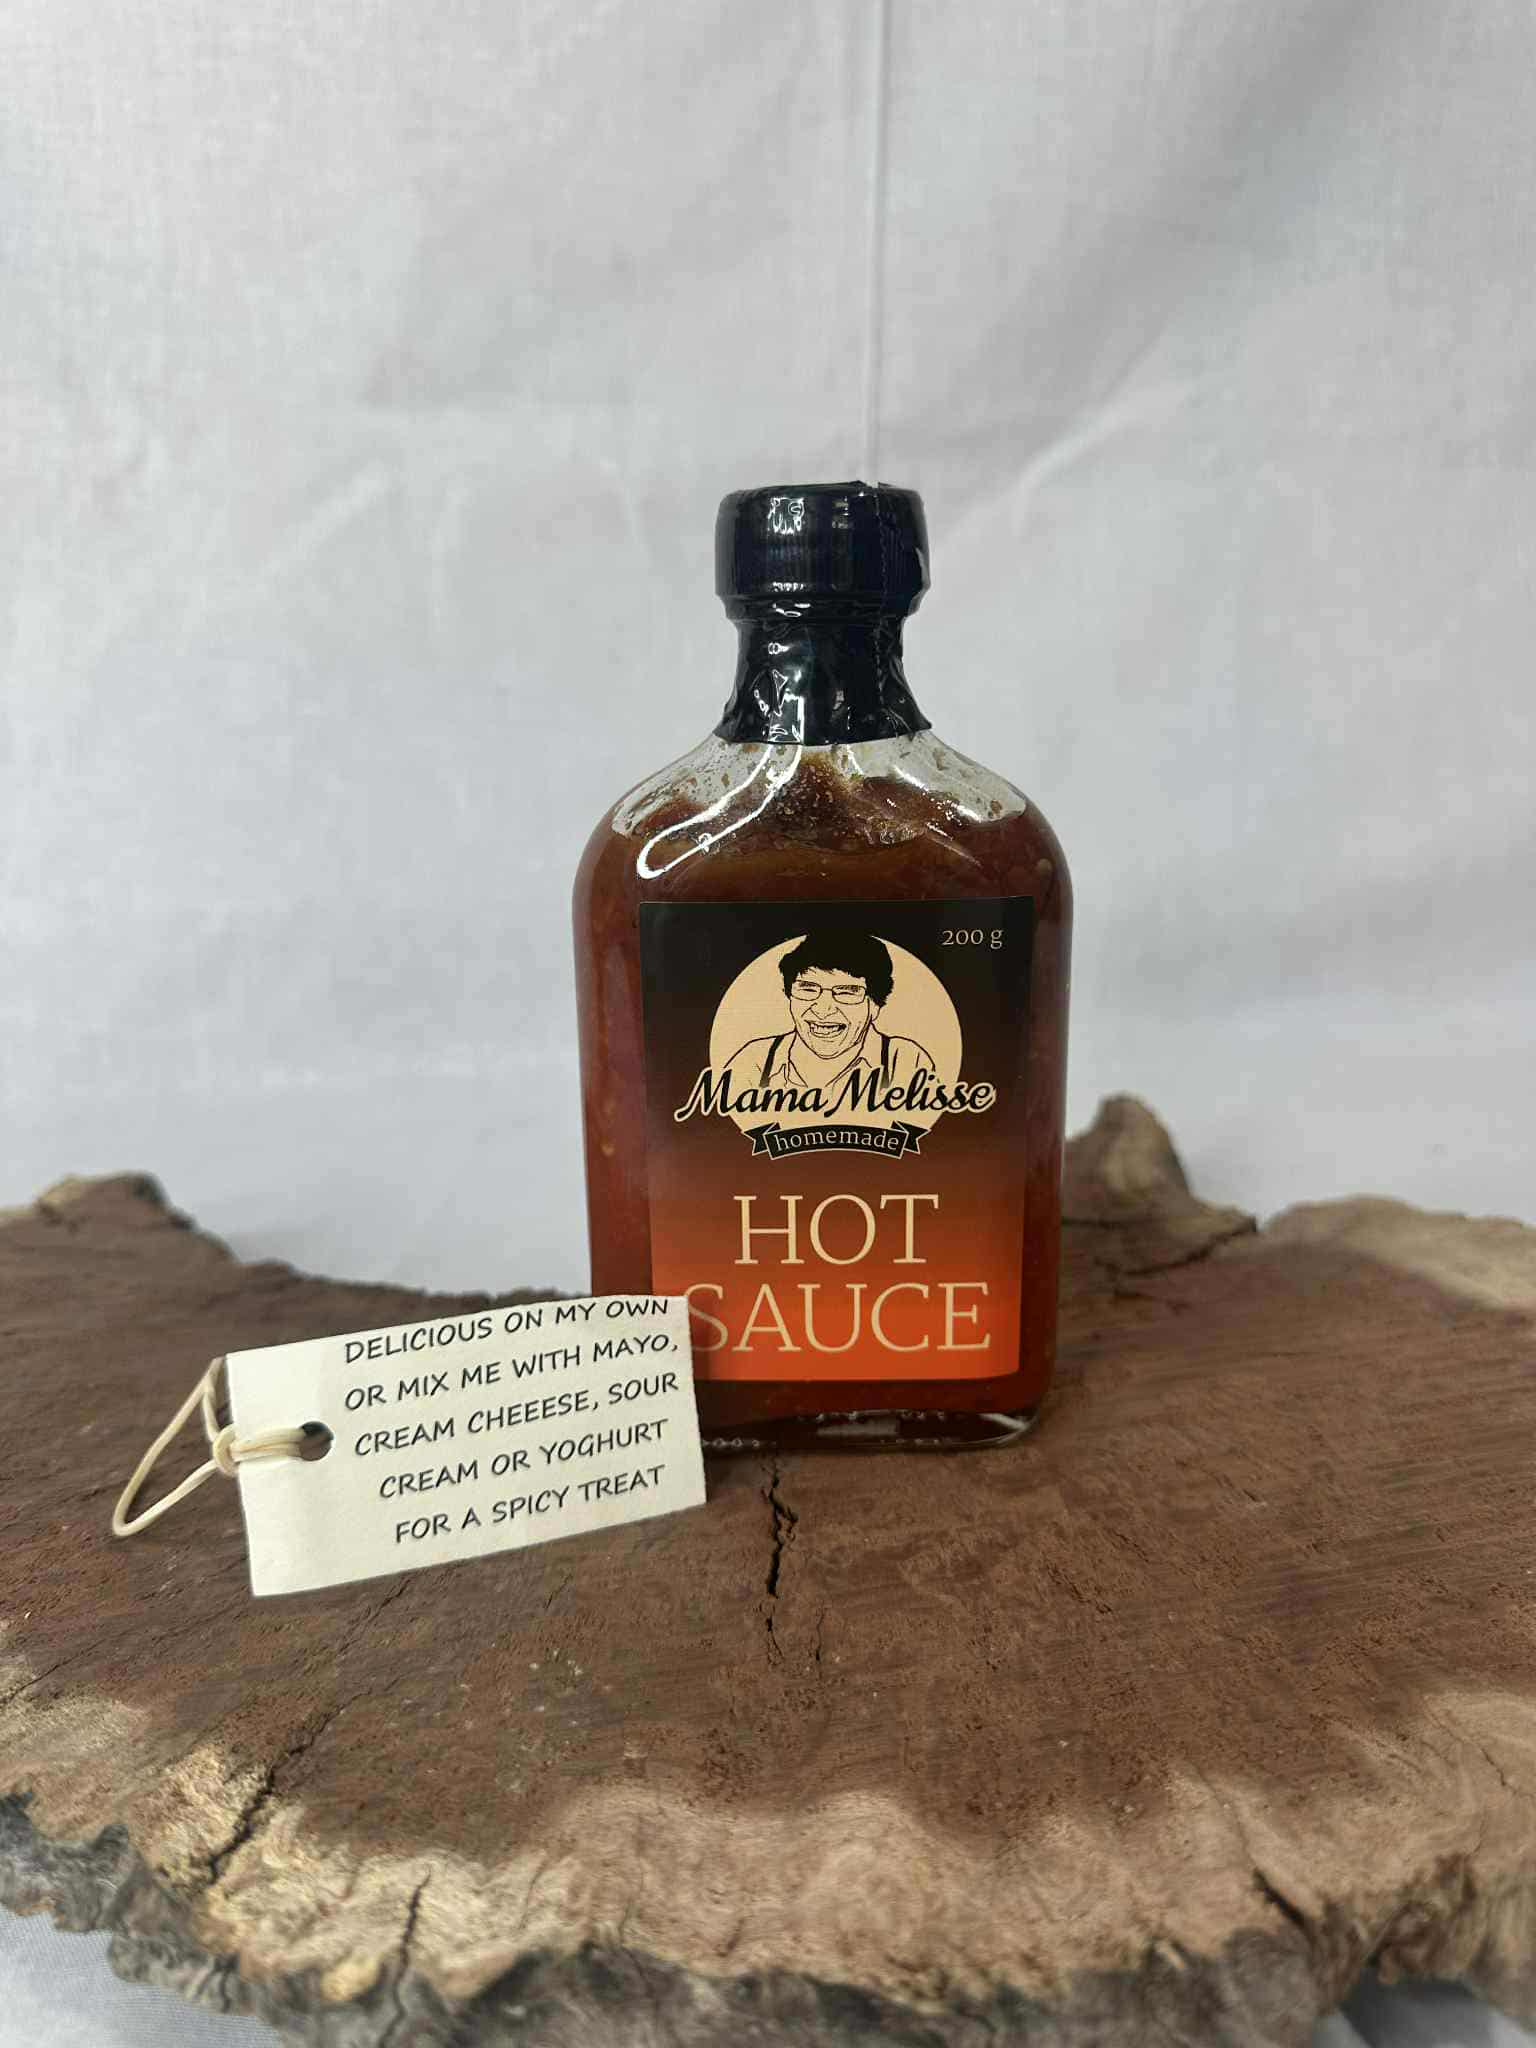 200 g
Mama Melisse
homemade
HOT
SAUCE
DELICIOUS ON MY OWN
OR MIX ME WITH MAYO,
CREAM CHEEESE, SOUR
CREAM OR YOGHURT
FOR A SPICY TREAT